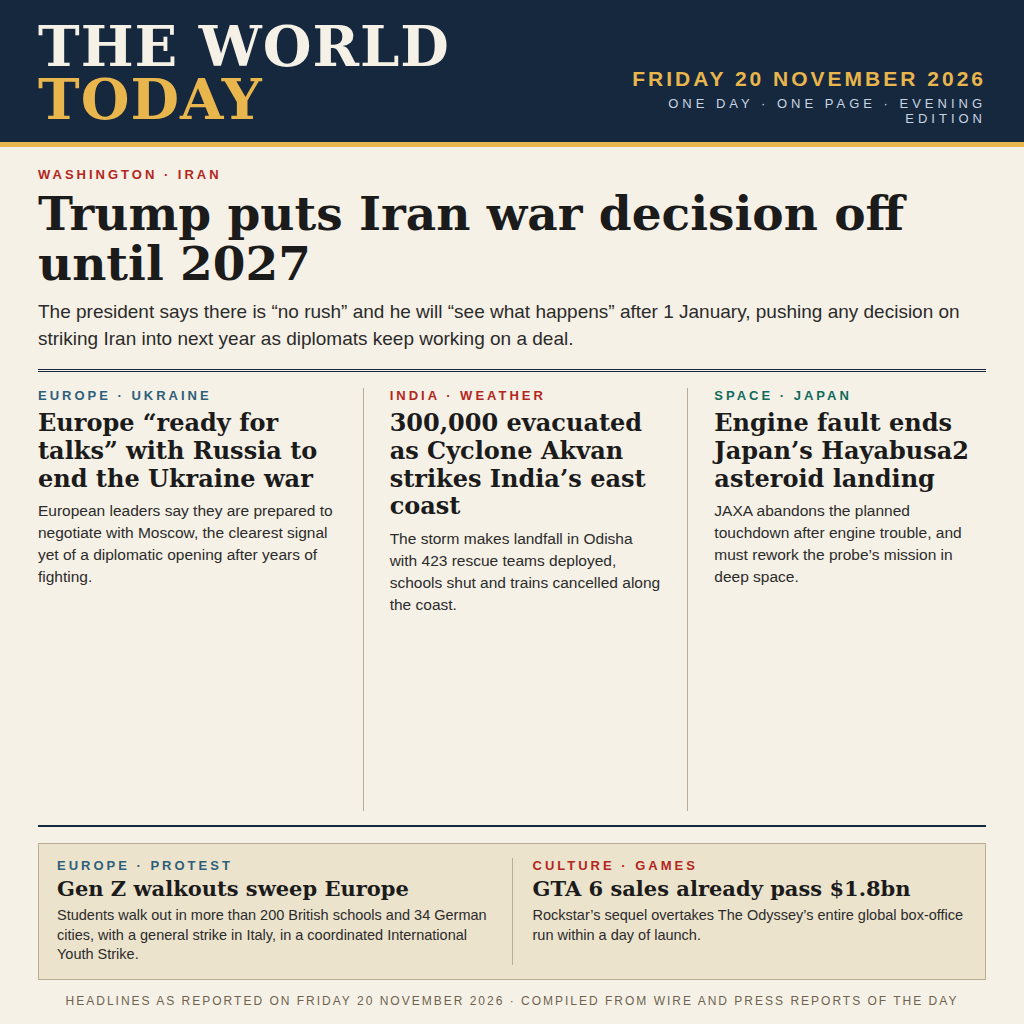 THE WORLD
TODAY
FRIDAY 20 NOVEMBER 2026
ONE DAY · ONE PAGE · EVENING
EDITION
WASHINGTON · IRAN
Trump puts Iran war decision off
until 2027
The president says there is “no rush” and he will “see what happens” after 1 January, pushing any decision on
striking Iran into next year as diplomats keep working on a deal.
EUROPE · UKRAINE
Europe “ready for
talks” with Russia to
end the Ukraine war
European leaders say they are prepared to
negotiate with Moscow, the clearest signal
yet of a diplomatic opening after years of
fighting.
INDIA · WEATHER
300,000 evacuated
as Cyclone Akvan
strikes India’s east
coast
The storm makes landfall in Odisha
with 423 rescue teams deployed,
schools shut and trains cancelled along
the coast.
SPACE · JAPAN
Engine fault ends
Japan’s Hayabusa2
asteroid landing
JAXA abandons the planned
touchdown after engine trouble, and
must rework the probe’s mission in
deep space.
EUROPE · PROTEST
Gen Z walkouts sweep Europe
Students walk out in more than 200 British schools and 34 German
cities, with a general strike in Italy, in a coordinated International
Youth Strike.
CULTURE · GAMES
GTA 6 sales already pass $1.8bn
Rockstar’s sequel overtakes The Odyssey’s entire global box-office
run within a day of launch.
HEADLINES AS REPORTED ON FRIDAY 20 NOVEMBER 2026 · COMPILED FROM WIRE AND PRESS REPORTS OF THE DAY